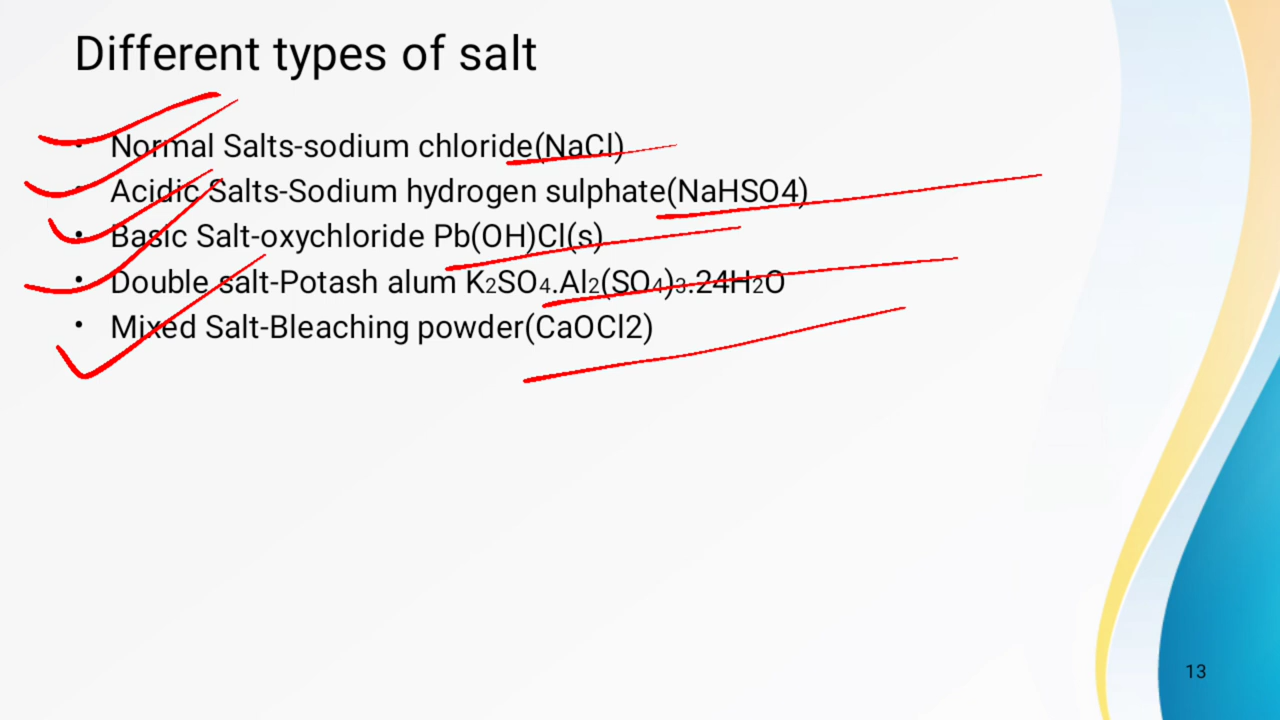 Different types of salt
• Normal Salts-sodium chloride(NaCl)
• Acidic Salts-Sodium hydrogen sulphate(NaHSO4)
• Basic Salt-oxychloride Pb(OH)Cl(s)
• Double salt-Potash alum K₂SO₄.Al₂(SO₄)₃.24H₂O
• Mixed Salt-Bleaching powder(CaOCl2)
13